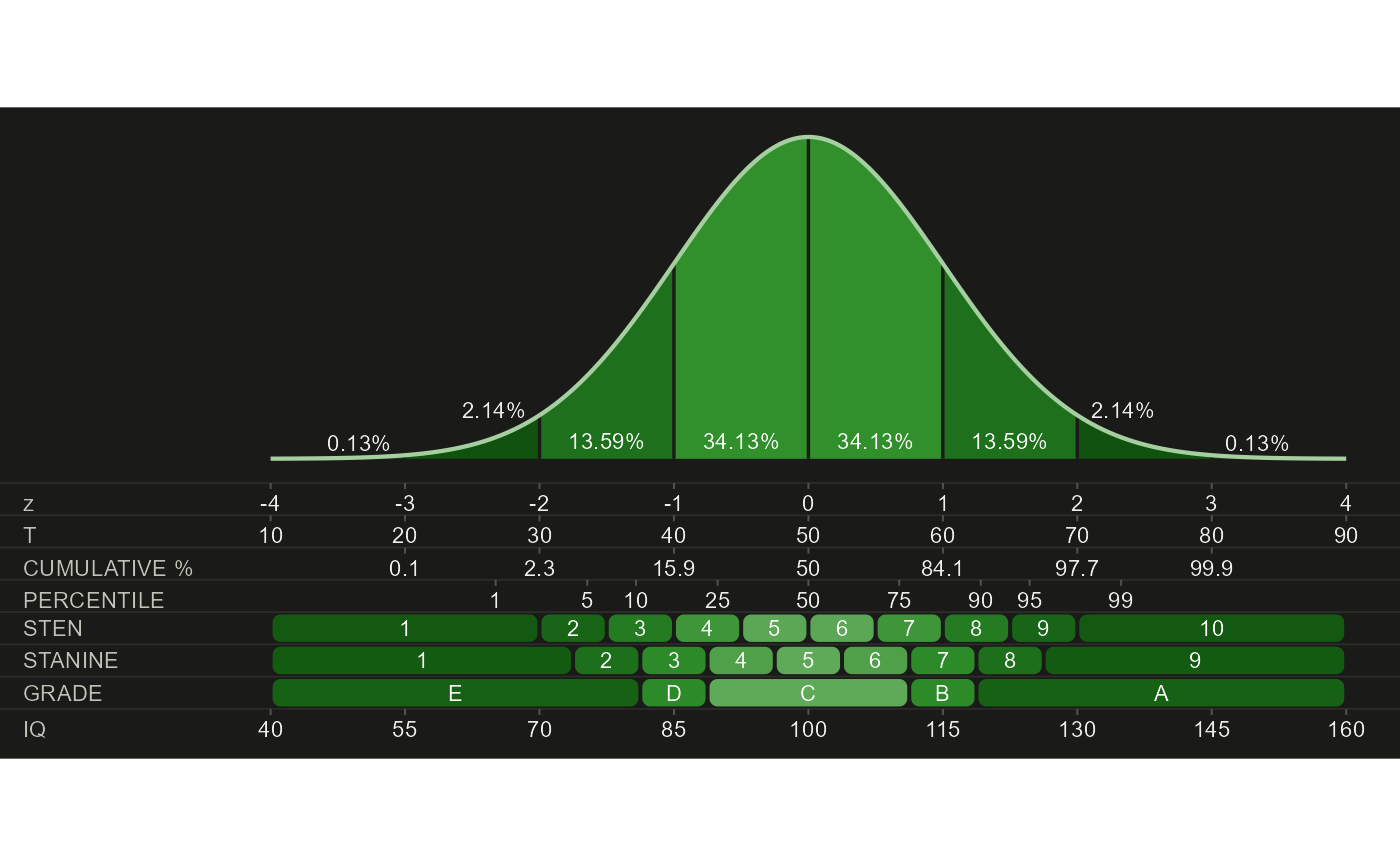 2.14% 2.14%
0.13% 13.59% 34.13% 34.13% 13.59% 0.13%
z -4 -3 -2 -1 0 1 2 3 4
T 10 20 30 40 50 60 70 80 90
CUMULATIVE % 0.1 2.3 15.9 50 84.1 97.7 99.9
PERCENTILE 1 5 10 25 50 75 90 95 99
STEN 1 2 3 4 5 6 7 8 9 10
STANINE 1 2 3 4 5 6 7 8 9
GRADE E D C B A
IQ 40 55 70 85 100 115 130 145 160